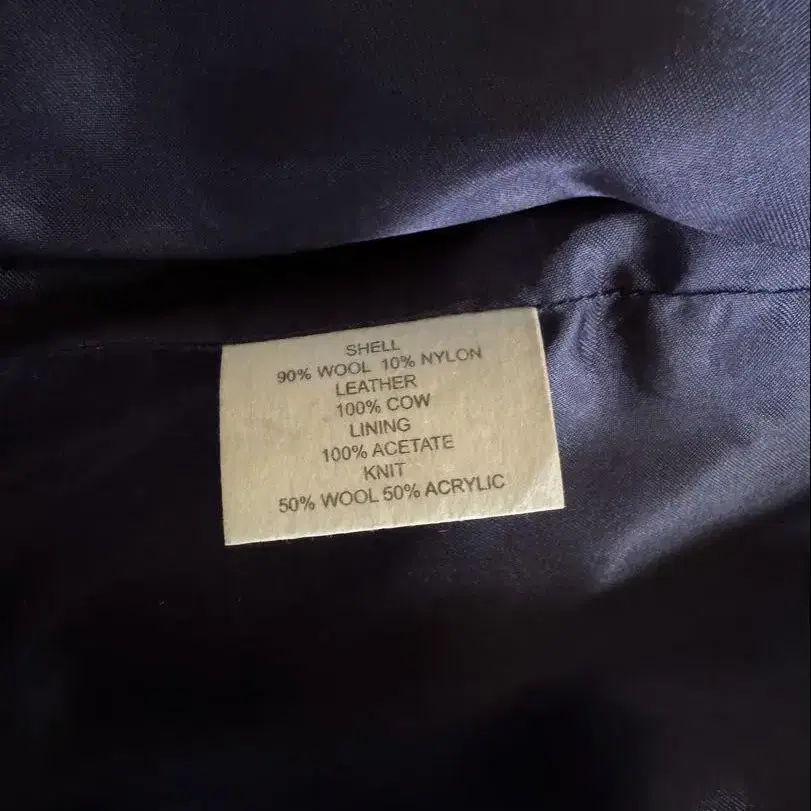 SHELL
90% WOOL 10% NYLON
LEATHER
100% COW
LINING
100% ACETATE
KNIT
50% WOOL 50% ACRYLIC